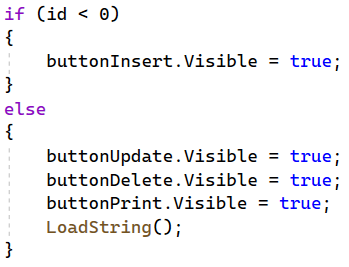 if (id < 0)
{
    buttonInsert.Visible = true;
}
else
{
    buttonUpdate.Visible = true;
    buttonDelete.Visible = true;
    buttonPrint.Visible = true;
    LoadString();
}